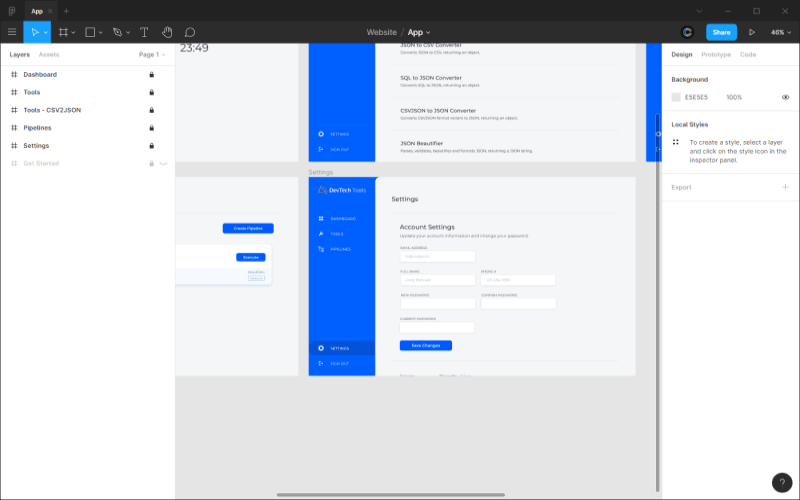 App
Website / App
Share
46%
Layers
Assets
Page 1
Dashboard
Tools
Tools - CSV2JSON
Pipelines
Settings
Get Started
23:49
JSON to CSV Converter
Converts JSON to CSV, returning an object.
SQL to JSON Converter
Converts SQL to JSON, returning an object.
CSVJSON to JSON Converter
Converts CSVJSON format variant to JSON, returning an object.
JSON Beautifier
Parses, validates, beautifies and formats JSON, returning a JSON string.
SETTINGS
SIGN OUT
Create Pipeline
Execute
Settings
DevTech Tools
DASHBOARD
TOOLS
PIPELINES
SETTINGS
SIGN OUT
Settings
Account Settings
Update your account information and change your password.
EMAIL ADDRESS
FULL NAME
PHONE #
NEW PASSWORD
CONFIRM PASSWORD
CURRENT PASSWORD
Save Changes
Design
Prototype
Code
Background
E5E5E5
100%
Local Styles
To create a style, select a layer
and click on the style icon in the
inspector panel.
Export
?